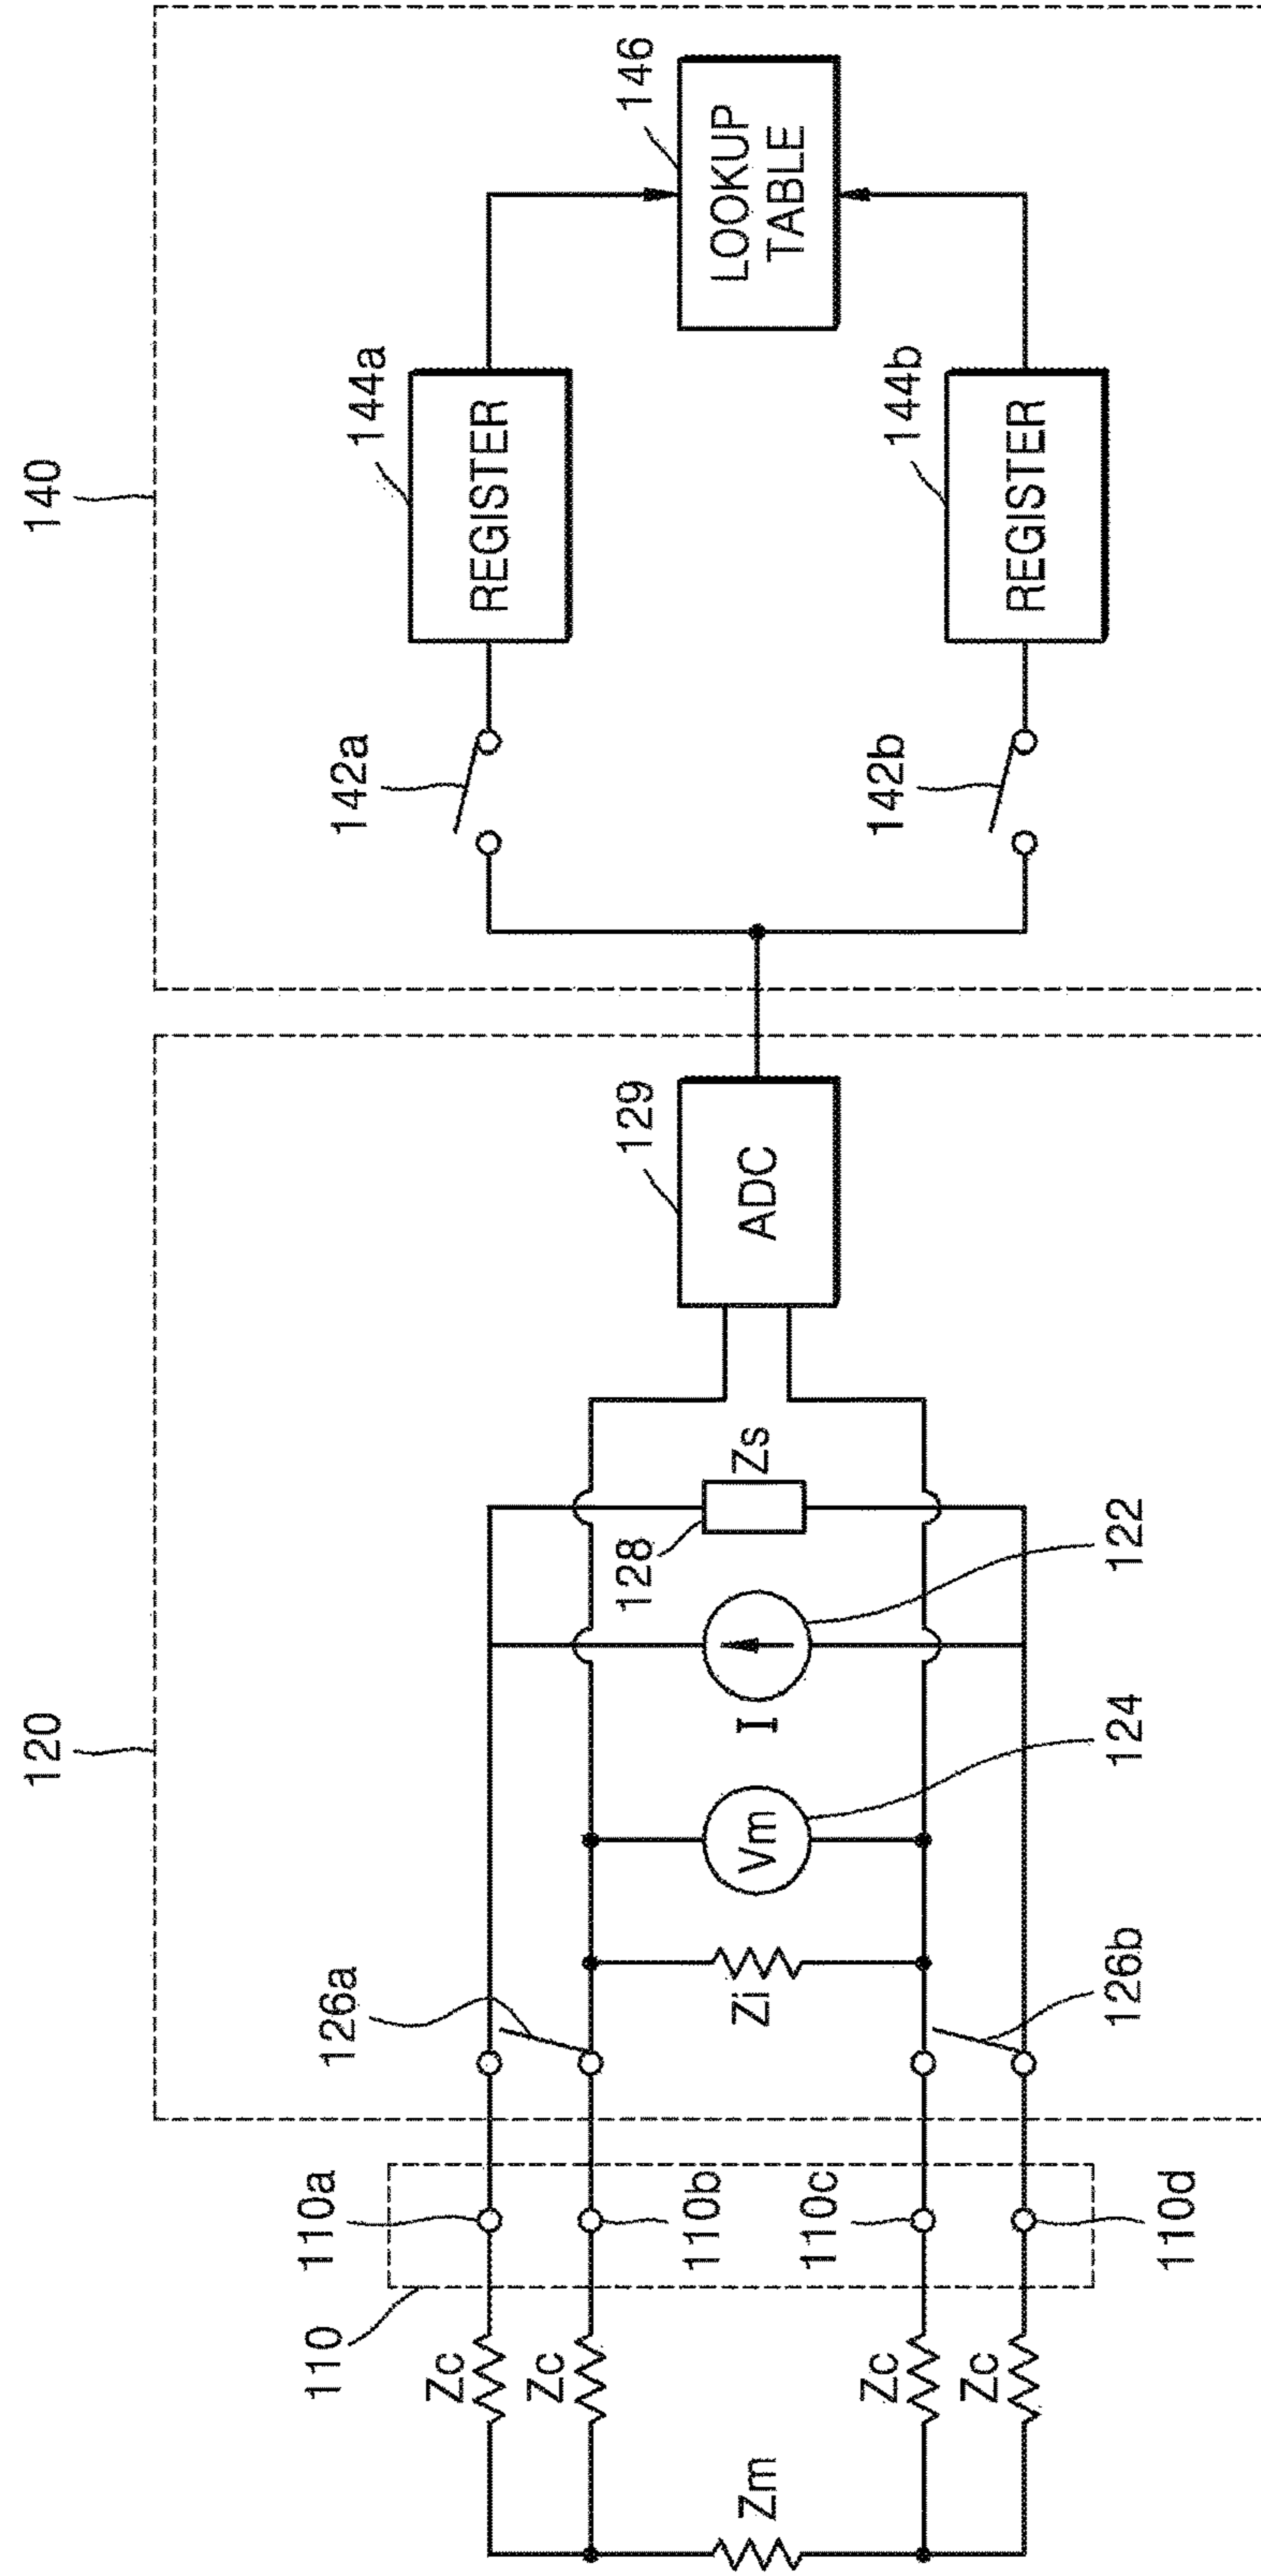 120
140
110
110a
110b
110c
110d
Zc
Zc
Zc
Zc
Zm
126a
126b
Zi
Vm
124
I
122
128
Zs
129
ADC
142a
142b
144a
REGISTER
144b
REGISTER
146
LOOKUP
TABLE